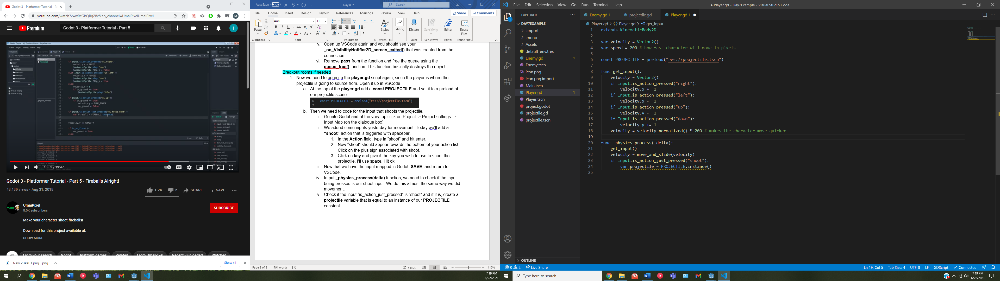 Godot 3 - Platformer Tutorial - P
youtube.com/watch?v=wRcGbQBq28c&ab_channel=UmaiPixelUmaiPixel
Premium
Godot 3 - Platformer Tutorial - Part 5
Godot Engine - My Platform Game - StageOne.tscn
if Input.is_action_pressed("ui_right"):
velocity.x = SPEED
$AnimatedSprite.play("run")
$AnimatedSprite.flip_h = false
elif Input.is_action_pressed("ui_left"):
velocity.x = -SPEED
$AnimatedSprite.play("run")
$AnimatedSprite.flip_h = true
else:
velocity.x = 0
if on_ground == true:
$AnimatedSprite.play("idle")
if Input.is_action_pressed("ui_up"):
if on_ground == true:
velocity.y = JUMP_POWER
on_ground = false
if Input.is_action_just_pressed("ui_focus_next"):
var fireball = FIREBALL.instance()
velocity.y += GRAVITY
if is_on_floor():
on_ground = true
else:
13:53 / 19:47
Godot 3 - Platformer Tutorial - Part 5 - Fireballs Alright!
48,439 views • Aug 31, 2018
1.2K 6 SHARE SAVE
UmaiPixel
8.5K subscribers
SUBSCRIBE
Make your character shoot fireballs!
Download for this project available at:
SHOW MORE
All From your search Godot Platform games Related From UmaiPixel Recently uploaded Watched
New Piskel-1.png....png
Show all
AutoSave Off Day 8 Search
File Home Insert Design Layout References Mailings Review View Help Share Comments
Arial 11
Paste Styles Editing Dictate Sensitivity Editor Reuse Files
Clipboard Font Paragraph Styles Voice Sensitivity Editor Reuse Files
v. Open up VSCode again and you should see your
_on_VisibilityNotifier2D_screen_exited() that was created from the
connection.
vi. Remove pass from the function and free the queue using the
queue_free() function. This function basically destroys the object.
Breakout rooms if needed
4. Now we need to open up the player.gd script again, since the player is where the
projectile is going to source from. Open it up in VSCode
a. At the top of the player.gd add a const PROJECTILE and set it to a preload of
our projectile scene
6 const PROJECTILE = preload("res://projectile.tscn")
7
b. Then we need to code for the input that shoots the projectile.
i. Go into Godot and at the very top click on Project -> Project settings ->
Input Map (on the dialogue box)
ii. We added some inputs yesterday for movement. Today we'll add a
“shoot” action that is triggered with spacebar.
1. In the Action field, type in “shoot” and hit enter.
2. Now “shoot” should appear towards the bottom of your action list.
Click on the plus sign associated with shoot.
3. Click on key and give it the key you wish to use to shoot the
projectile. I'll use space. Hit ok.
iii. Now that we have the input mapped in Godot, SAVE, and return to
VSCode.
iv. In put _physics_process(delta) function, we need to check if the input
being pressed is our shoot input. We do this almost the same way we did
movement.
v. Check if the input “is_action_just_pressed” is “shoot” and if it is, create a
projectile variable that is equal to an instance of our PROJECTILE
constant.
Page 9 of 9 1791 words Focus 110%
7:19 PM
6/22/2021
File Edit Selection View Go Run Terminal Help
● Player.gd - Day7Example - Visual Studio Code
EXPLORER
DAY7EXAMPLE
.import
.mono
Assets
default_env.tres
Enemy.gd 1
Enemy.tscn
icon.png
icon.png.import
Main.tscn
Player.gd 1
Player.tscn
project.godot
projectile.gd
projectile.tscn
OUTLINE
Enemy.gd 1 projectile.gd Player.gd 1
Player.gd > {} Player.gd > get_input
1 extends KinematicBody2D
2
3 var velocity = Vector2()
4 var speed = 200 # how fast character will move in pixels
5
6 const PROJECTILE = preload("res://projectile.tscn")
7
8 func get_input():
9 velocity = Vector2()
10 if Input.is_action_pressed("right"):
11 velocity.x += 1
12 if Input.is_action_pressed("left"):
13 velocity.x -= 1
14 if Input.is_action_pressed("up"):
15 velocity.y -= 1
16 if Input.is_action_pressed("down"):
17 velocity.y += 1
18 velocity = velocity.normalized() * 200 # makes the character move quicker
19
20 func _physics_process(_delta):
21 get_input()
22 velocity = move_and_slide(velocity)
23 if Input.is_action_just_pressed("shoot"):
24 var projectile = PROJECTILE.instance()
25
0 2 Live Share Ln 19, Col 5 Tab Size: 4 UTF-8 LF GDScript Connected
Type here to search
7:19 PM
6/22/2021